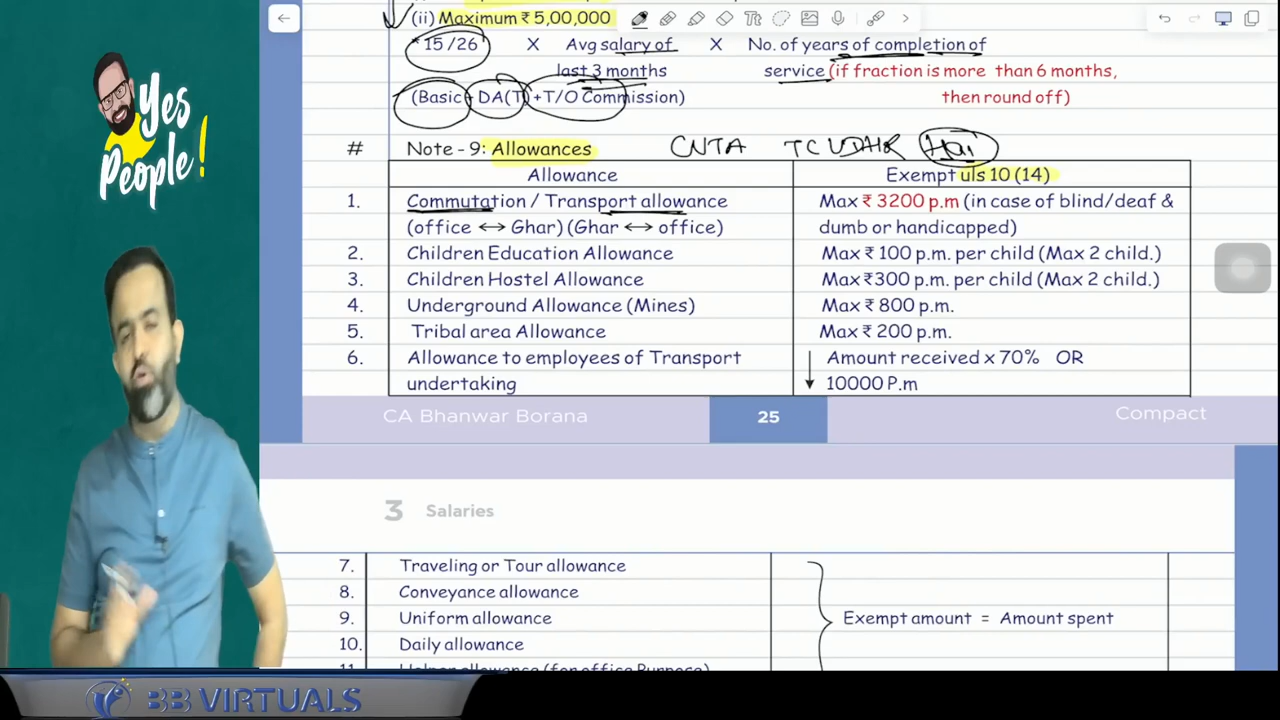 (ii) Maximum ₹ 5,00,000
* 15/26 X Avg salary of X No. of years of completion of
last 3 months service (if fraction is more than 6 months,
(Basic + DA(T) + T/O Commission) then round off)
Yes
People !
# Note - 9: Allowances TCUDHR Hai
Allowance Exempt u/s 10 (14)
1. Commutation / Transport allowance Max ₹ 3200 p.m (in case of blind/deaf &
(office ↔ Ghar) (Ghar ↔ office) dumb or handicapped)
2. Children Education Allowance Max ₹ 100 p.m. per child (Max 2 child.)
3. Children Hostel Allowance Max ₹300 p.m. per child (Max 2 child.)
4. Underground Allowance (Mines) Max ₹ 800 p.m.
5. Tribal area Allowance Max ₹ 200 p.m.
6. Allowance to employees of Transport Amount received x 70% OR
undertaking 10000 P.m
CA Bhanwar Borana 25 Compact
3 Salaries
7. Traveling or Tour allowance
8. Conveyance allowance
9. Uniform allowance Exempt amount = Amount spent
10. Daily allowance
11. Helper allowance (for office Purpose)
BB VIRTUALS